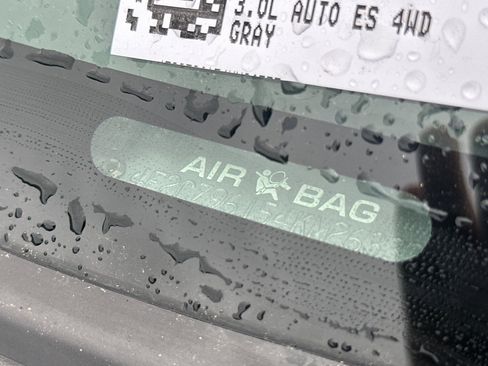 3.0L AUTO ES 4WD
GRAY
AIR BAG